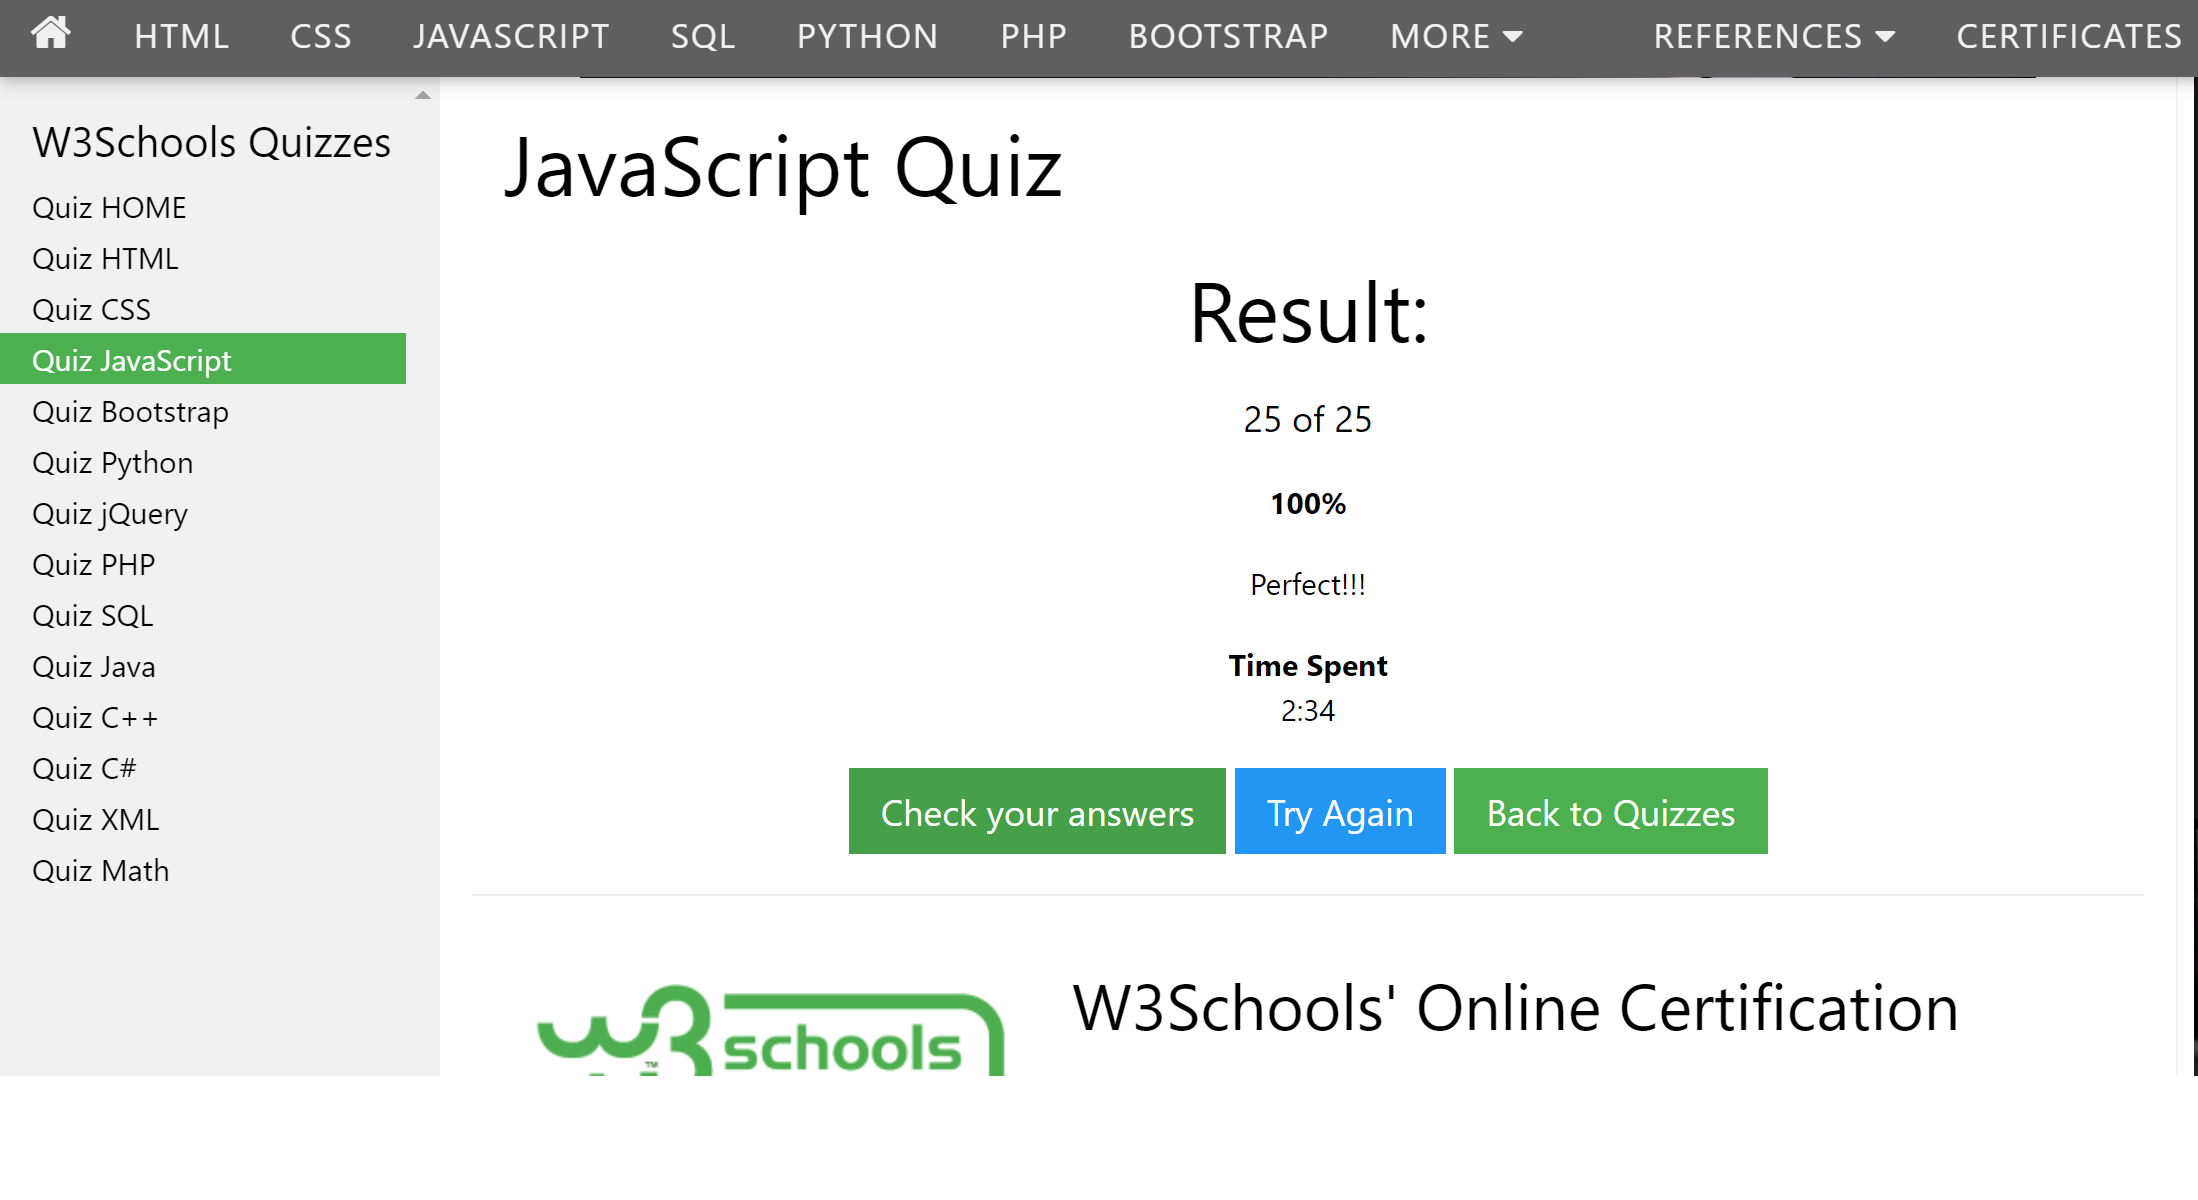 HTML CSS JAVASCRIPT SQL PYTHON PHP BOOTSTRAP MORE REFERENCES CERTIFICATES
W3Schools Quizzes
Quiz HOME
Quiz HTML
Quiz CSS
Quiz JavaScript
Quiz Bootstrap
Quiz Python
Quiz jQuery
Quiz PHP
Quiz SQL
Quiz Java
Quiz C++
Quiz C#
Quiz XML
Quiz Math
JavaScript Quiz
Result:
25 of 25
100%
Perfect!!!
Time Spent
2:34
Check your answers Try Again Back to Quizzes
w3schools
TM
W3Schools' Online Certification